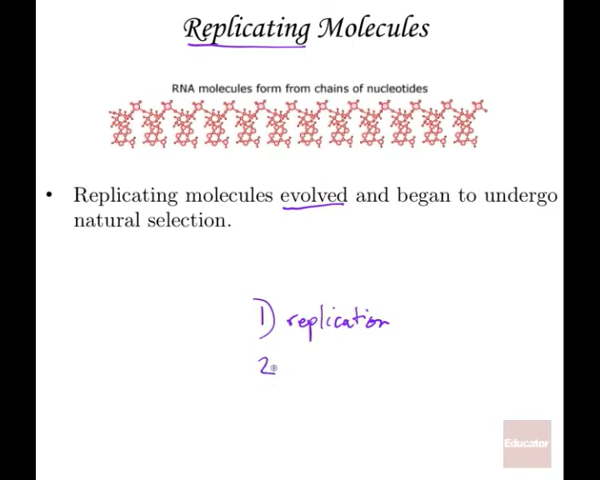 Replicating Molecules
RNA molecules form from chains of nucleotides
• Replicating molecules evolved and began to undergo
natural selection.
1) replication
2
Educator